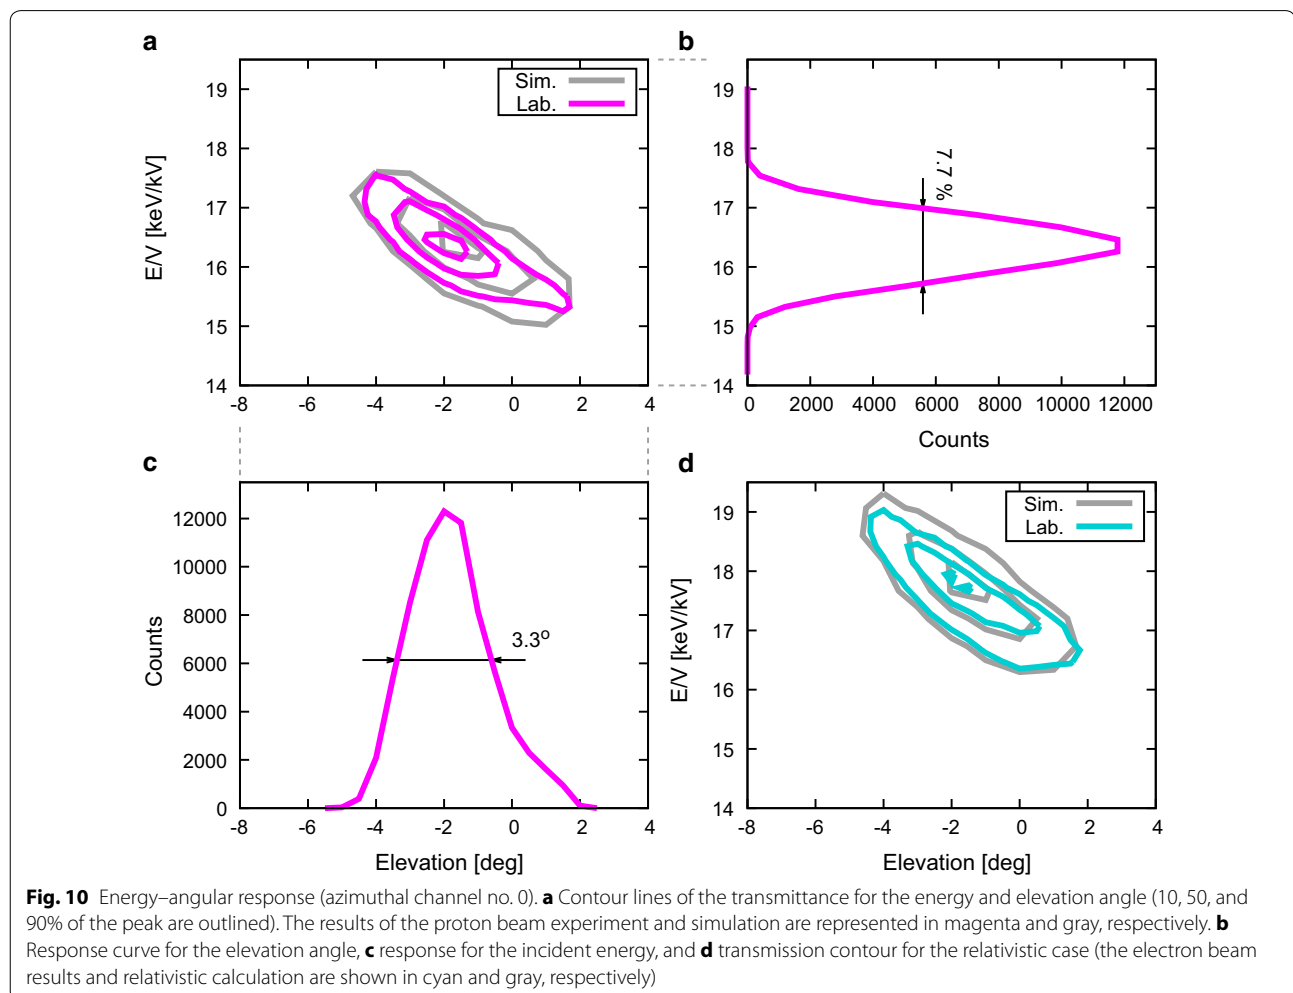 a
Sim.
Lab.
E/V [keV/kV]
19
18
17
16
15
14
-8 -6 -4 -2 0 2 4
b
7.7 %
19
18
17
16
15
14
0 2000 4000 6000 8000 10000 12000
Counts
c
3.3°
Counts
12000
10000
8000
6000
4000
2000
0
-8 -6 -4 -2 0 2 4
Elevation [deg]
d
Sim.
Lab.
E/V [keV/kV]
19
18
17
16
15
14
-8 -6 -4 -2 0 2 4
Elevation [deg]
Fig. 10 Energy–angular response (azimuthal channel no. 0). a Contour lines of the transmittance for the energy and elevation angle (10, 50, and
90% of the peak are outlined). The results of the proton beam experiment and simulation are represented in magenta and gray, respectively. b
Response curve for the elevation angle, c response for the incident energy, and d transmission contour for the relativistic case (the electron beam
results and relativistic calculation are shown in cyan and gray, respectively)